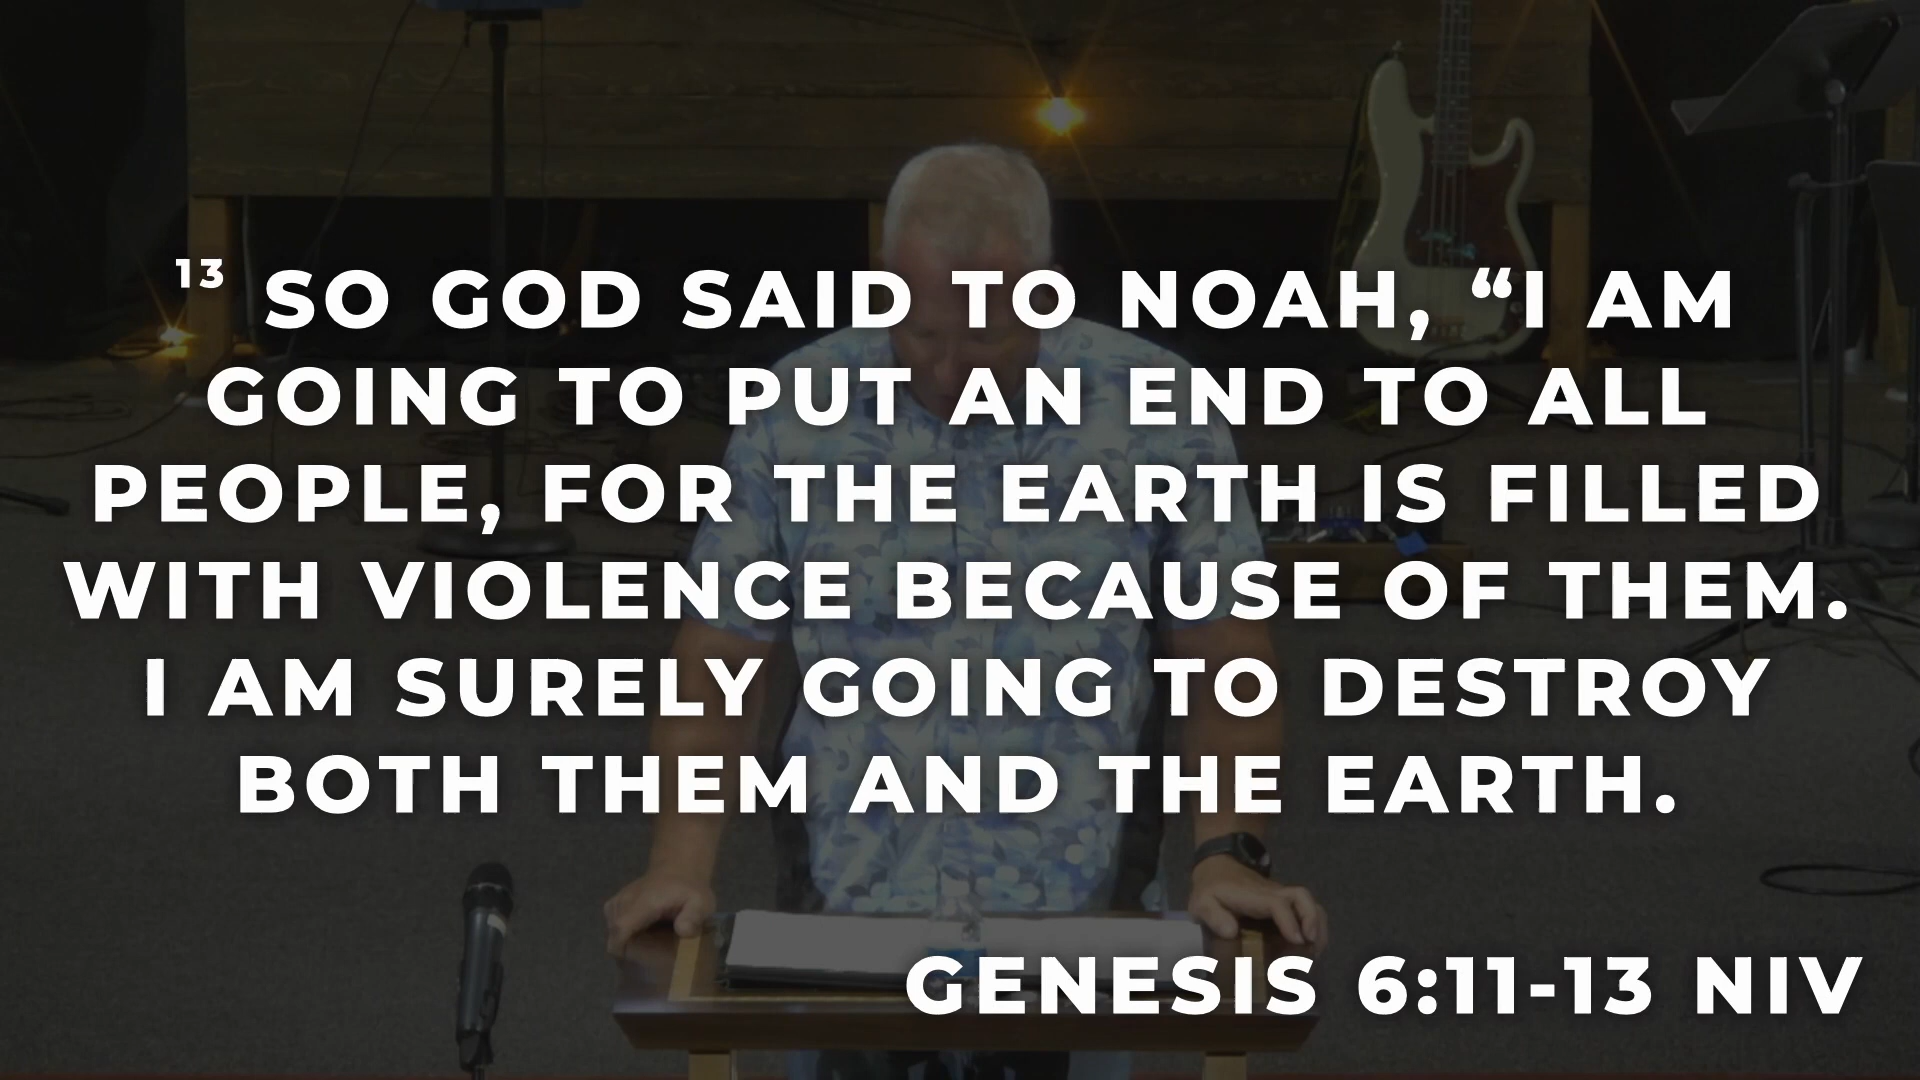 ¹³ SO GOD SAID TO NOAH, “I AM
GOING TO PUT AN END TO ALL
PEOPLE, FOR THE EARTH IS FILLED
WITH VIOLENCE BECAUSE OF THEM.
I AM SURELY GOING TO DESTROY
BOTH THEM AND THE EARTH.
GENESIS 6:11-13 NIV